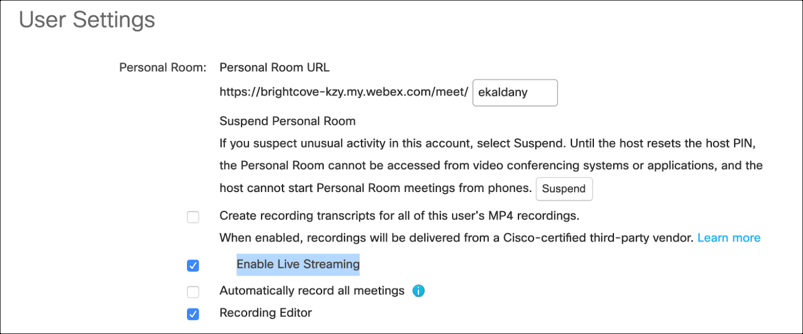 User Settings
Personal Room: Personal Room URL
https://brightcove-kzy.my.webex.com/meet/ ekaldany
Suspend Personal Room
If you suspect unusual activity in this account, select Suspend. Until the host resets the host PIN,
the Personal Room cannot be accessed from video conferencing systems or applications, and the
host cannot start Personal Room meetings from phones. Suspend
Create recording transcripts for all of this user's MP4 recordings.
When enabled, recordings will be delivered from a Cisco-certified third-party vendor. Learn more
Enable Live Streaming
Automatically record all meetings i
Recording Editor